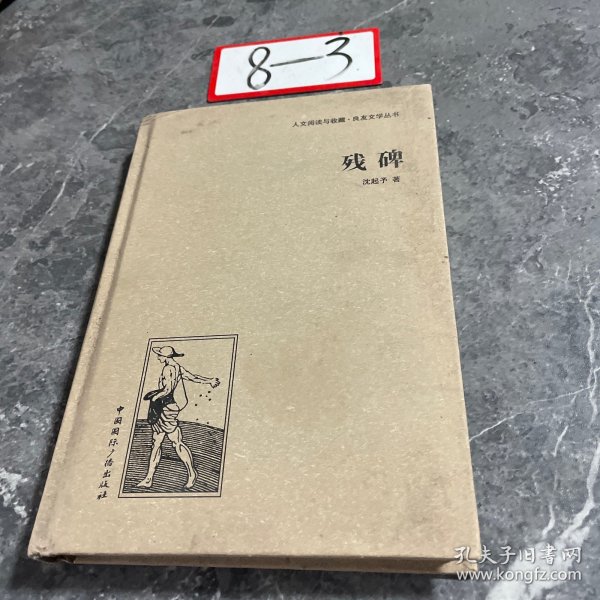 8—3
人文阅读与收藏·良友文学丛书
残碑
沈起予 著
中国国际广播出版社
孔夫子旧书网
www.kongfz.com